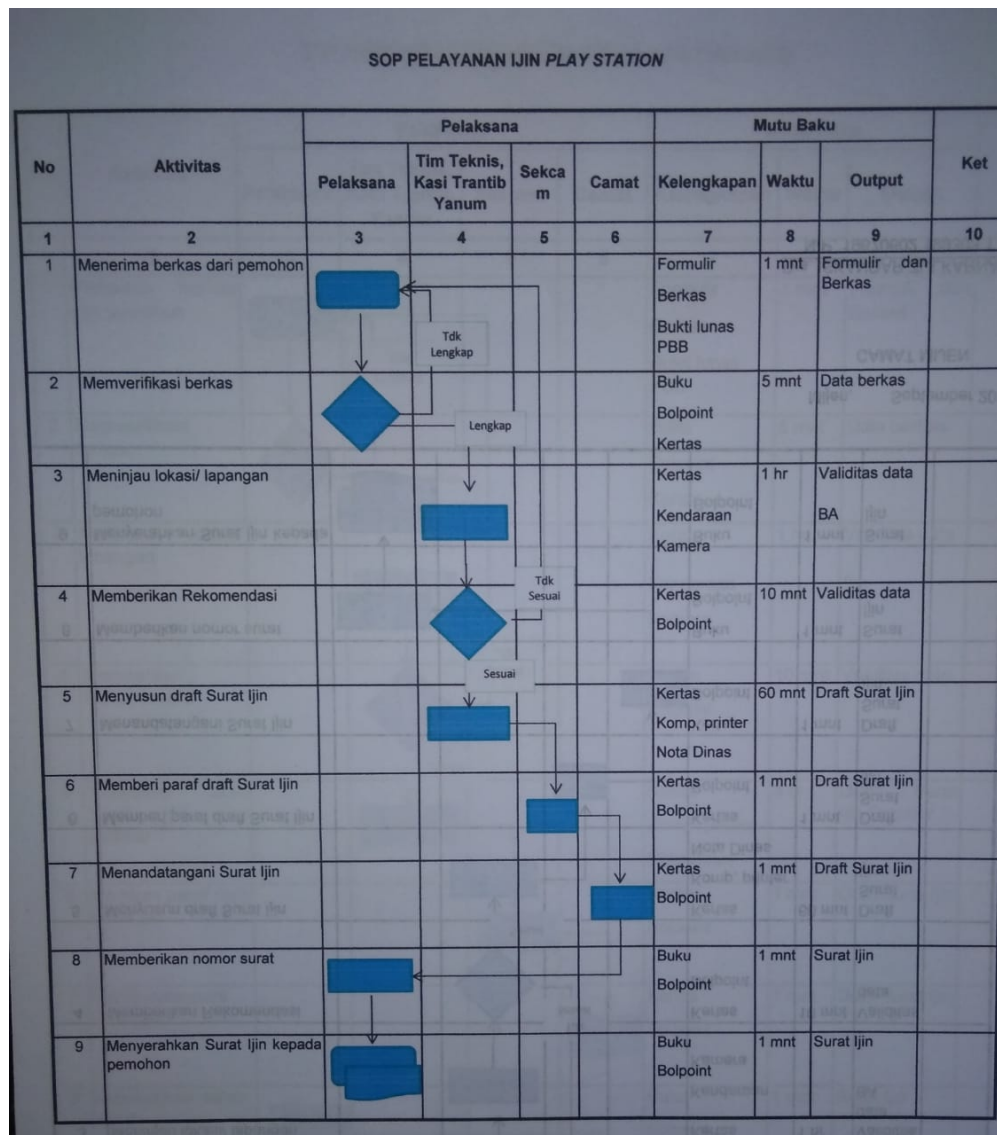 SOP PELAYANAN IJIN PLAY STATION
No
Aktivitas
Pelaksana
Mutu Baku
Ket
Pelaksana
Tim Teknis,
Kasi Trantib
Yanum
Sekca
m
Camat
Kelengkapan
Waktu
Output
1 2 3 4 5 6 7 8 9 10
1 Menerima berkas dari pemohon
Formulir
Berkas
Bukti lunas
PBB
1 mnt
Formulir dan
Berkas
Tdk
Lengkap
2 Memverifikasi berkas
Buku
Bolpoint
Kertas
5 mnt
Data berkas
Lengkap
3 Meninjau lokasi/ lapangan
Kertas
Kendaraan
Kamera
1 hr
Validitas data
BA
Tdk
Sesuai
4 Memberikan Rekomendasi
Kertas
Bolpoint
10 mnt
Validitas data
Sesuai
5 Menyusun draft Surat Ijin
Kertas
Komp, printer
Nota Dinas
60 mnt
Draft Surat Ijin
6 Memberi paraf draft Surat Ijin
Kertas
Bolpoint
1 mnt
Draft Surat Ijin
7 Menandatangani Surat Ijin
Kertas
Bolpoint
1 mnt
Draft Surat Ijin
8 Memberikan nomor surat
Buku
Bolpoint
1 mnt
Surat Ijin
9 Menyerahkan Surat Ijin kepada
pemohon
Buku
Bolpoint
1 mnt
Surat Ijin